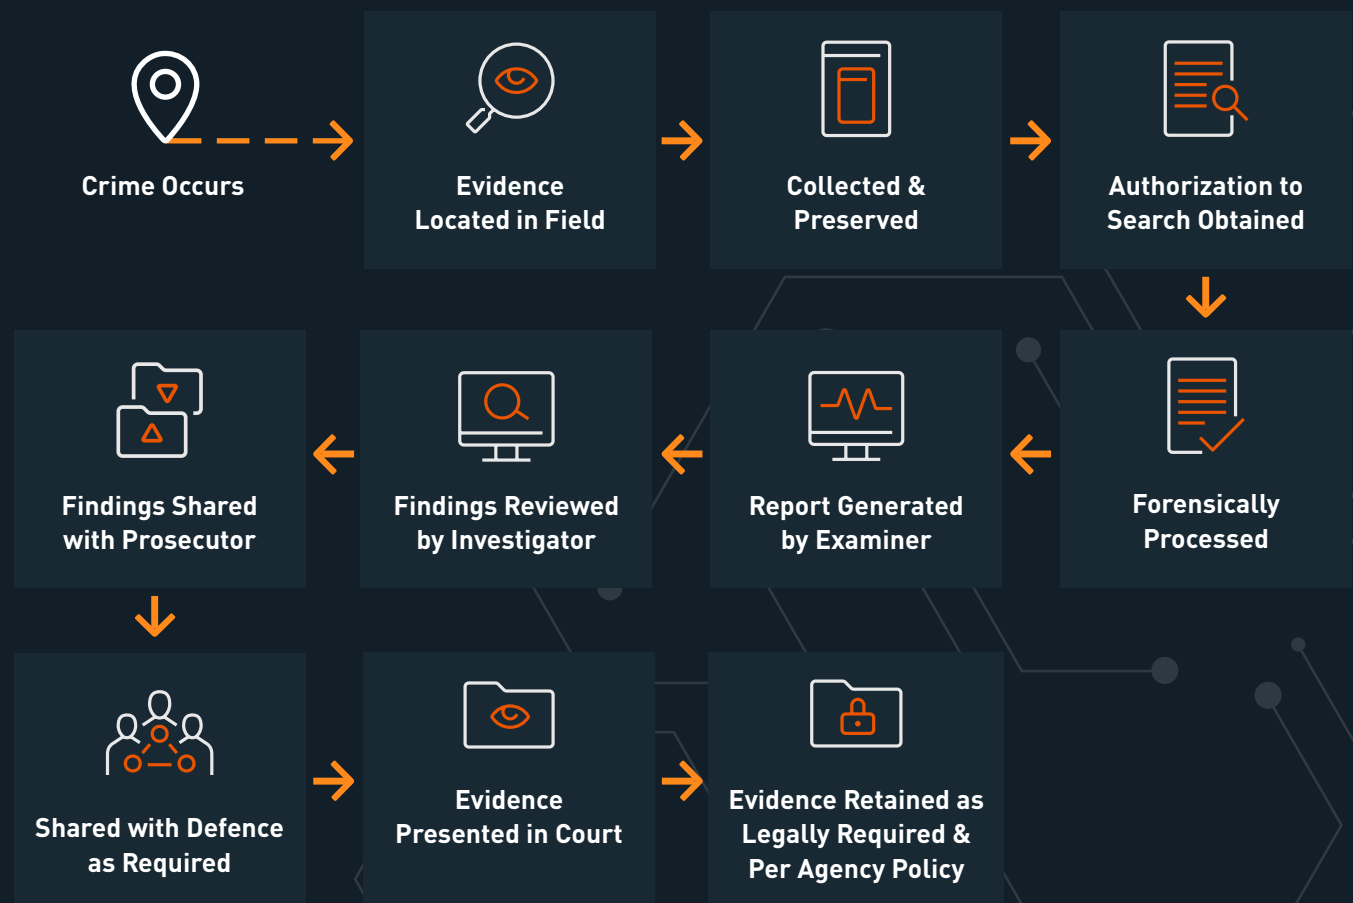 Crime Occurs
Evidence
Located in Field
Collected &
Preserved
Authorization to
Search Obtained
Findings Shared
with Prosecutor
Findings Reviewed
by Investigator
Report Generated
by Examiner
Forensically
Processed
Shared with Defence
as Required
Evidence
Presented in Court
Evidence Retained as
Legally Required &
Per Agency Policy